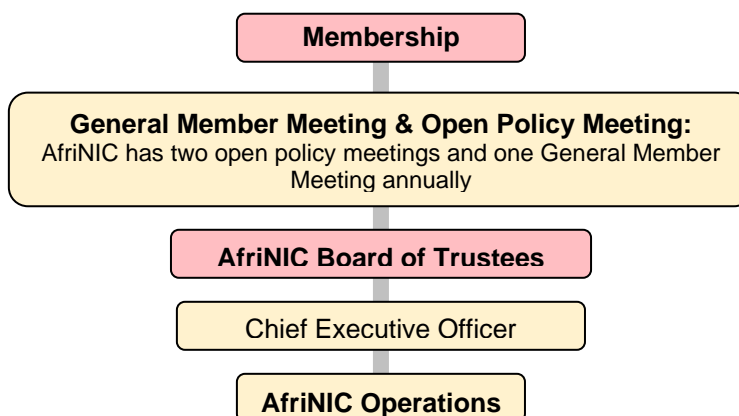 Membership
General Member Meeting & Open Policy Meeting:
AfriNIC has two open policy meetings and one General Member
Meeting annually
AfriNIC Board of Trustees
Chief Executive Officer
AfriNIC Operations